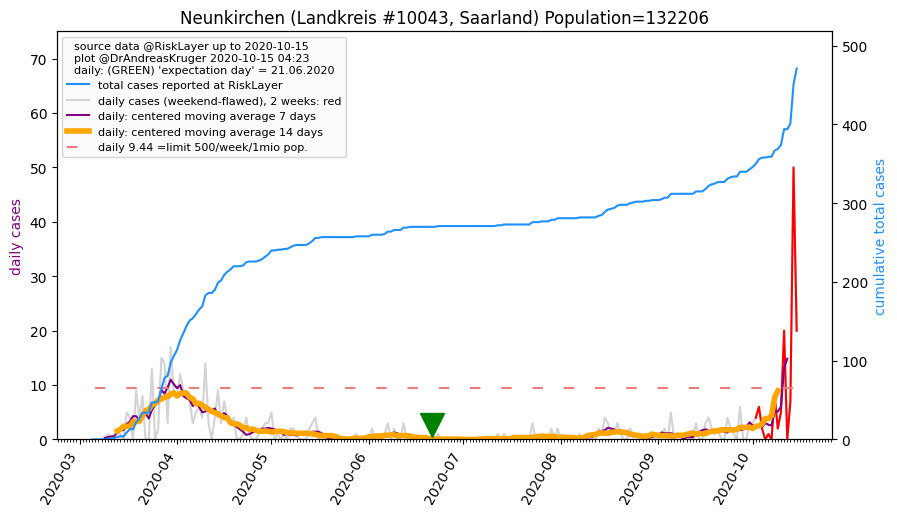 Neunkirchen (Landkreis #10043, Saarland) Population=132206
source data @RiskLayer up to 2020-10-15
plot @DrAndreasKruger 2020-10-15 04:23
daily: (GREEN) 'expectation day' = 21.06.2020
total cases reported at RiskLayer
daily cases (weekend-flawed), 2 weeks: red
daily: centered moving average 7 days
daily: centered moving average 14 days
daily 9.44 =limit 500/week/1mio pop.
daily cases
70
60
50
40
30
20
10
0
cumulative total cases
500
400
300
200
100
0
2020-03
2020-04
2020-05
2020-06
2020-07
2020-08
2020-09
2020-10